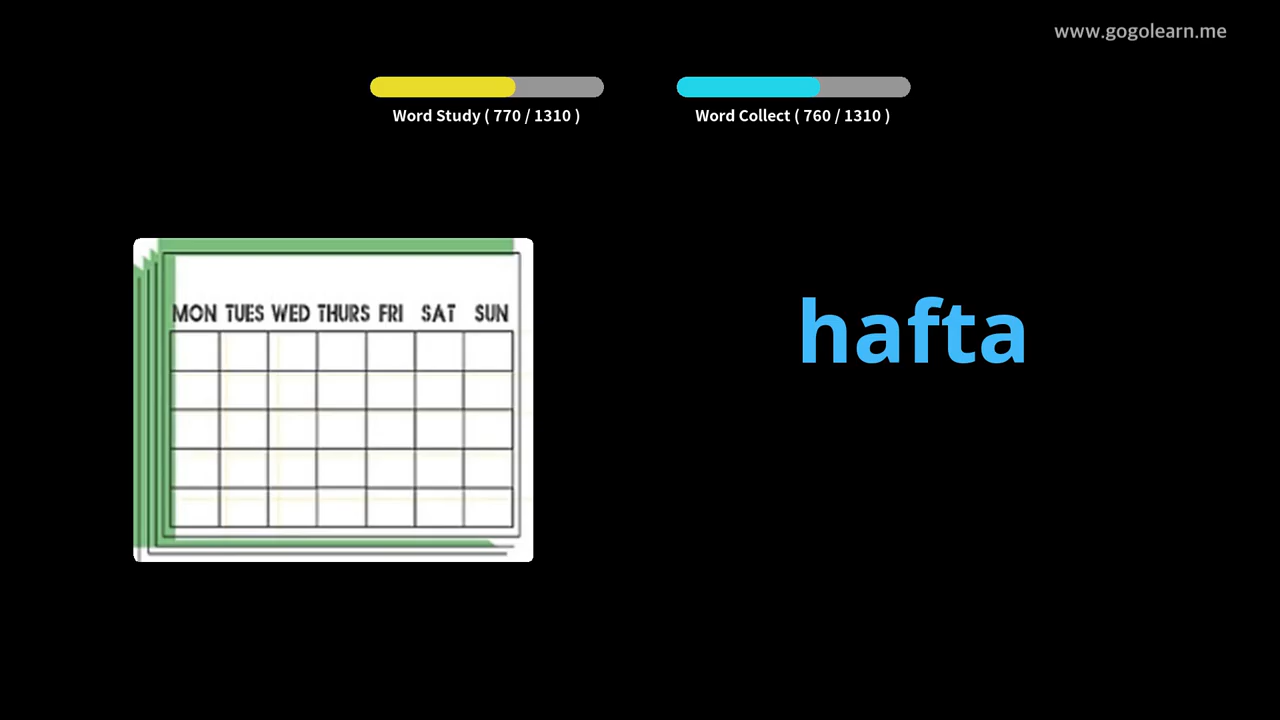 www.gogolearn.me
Word Study ( 770 / 1310 )
Word Collect ( 760 / 1310 )
MON TUES WED THURS FRI SAT SUN
hafta